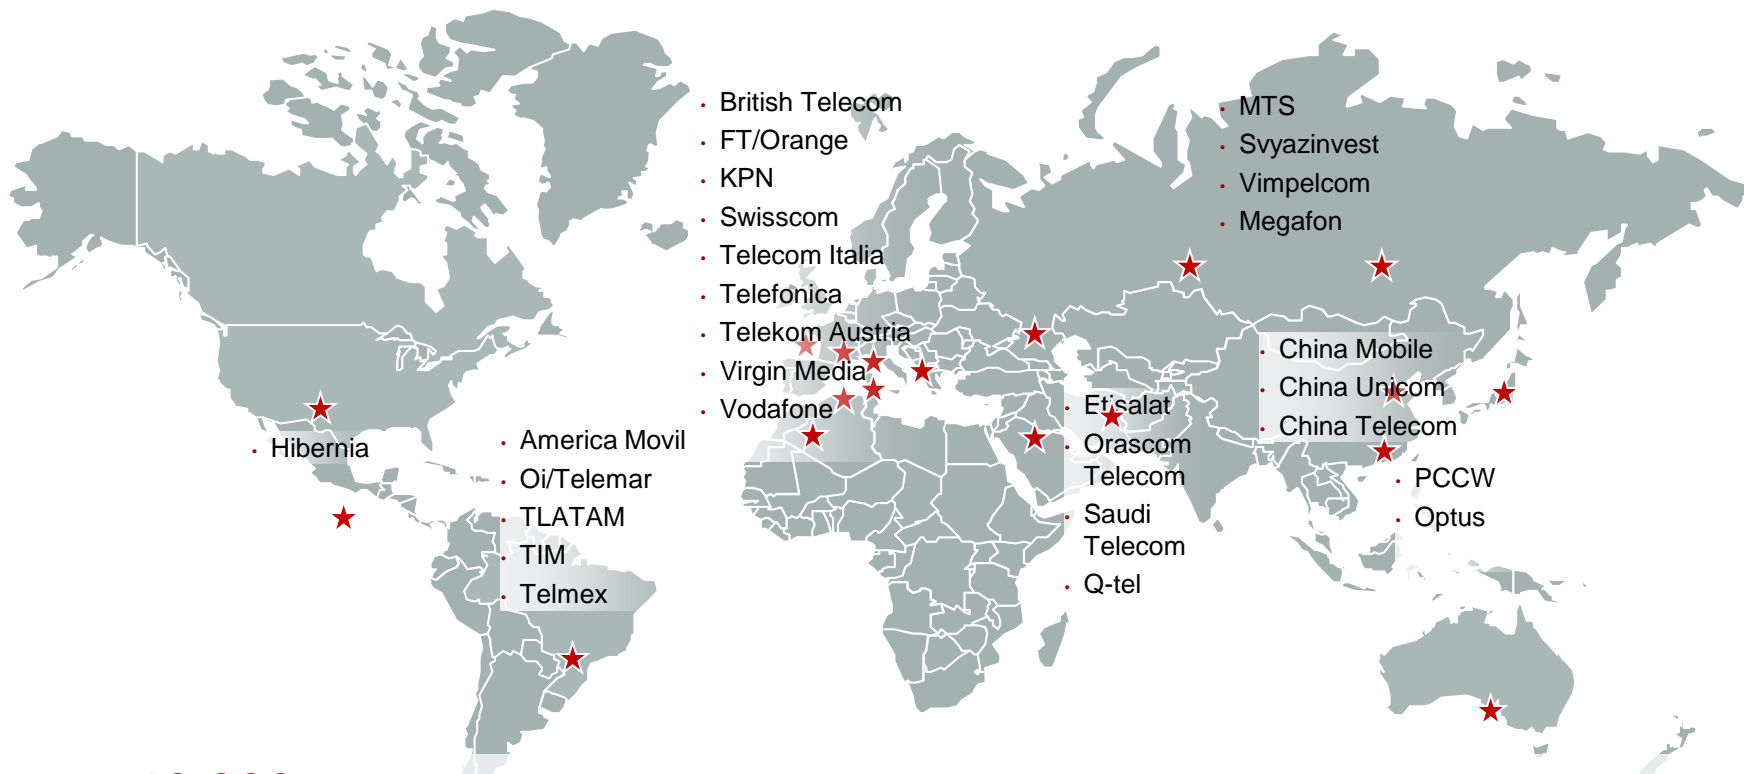 • British Telecom
• FT/Orange
• KPN
• Swisscom
• Telecom Italia
• Telefonica
• Telekom Austria
• Virgin Media
• Vodafone
• MTS
• Svyazinvest
• Vimpelcom
• Megafon
• China Mobile
• China Unicom
• China Telecom
• Etisalat
• Orascom
Telecom
• Saudi
Telecom
• Q-tel
• Hibernia
• America Movil
• Oi/Telemar
• TLATAM
• TIM
• Telmex
• PCCW
• Optus